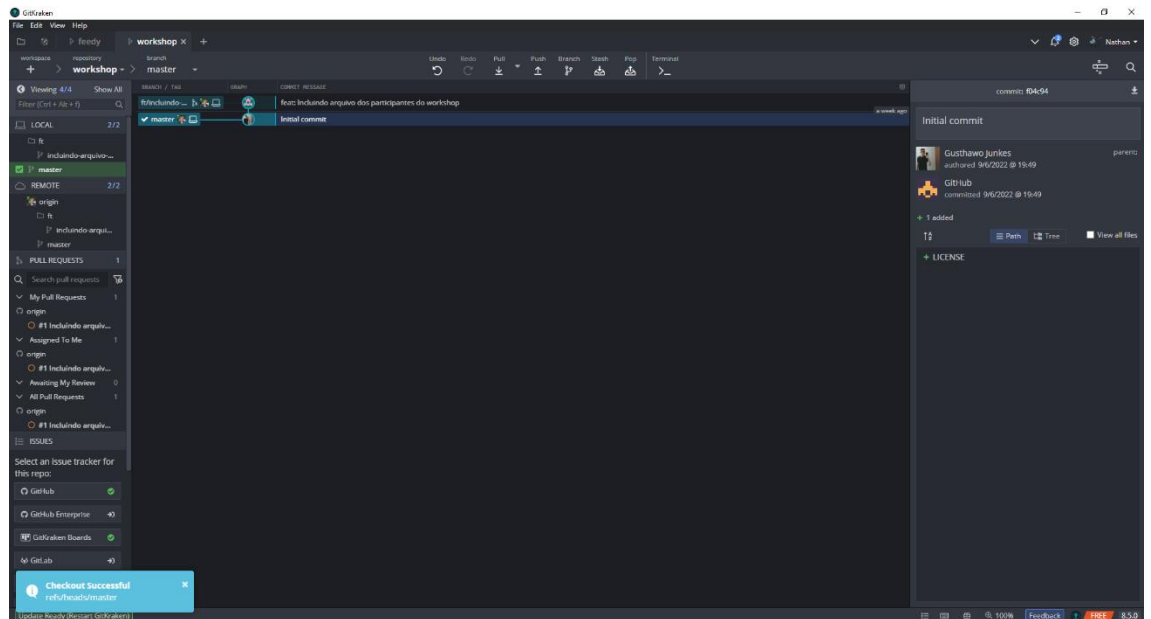 GitKraken
File Edit View Help
feedy
workshop × +
Nathan
workspace
repository
branch
+ > workshop > master
Undo Redo Pull Push Branch Stash Pop Terminal
Viewing 4/4 Show All
Filter (Ctrl + Alt + f)
BRANCH / TAG GRAPH COMMIT MESSAGE
ft/incluindo-... feat: Incluindo arquivo dos participantes do workshop
a week ago
master Initial commit
LOCAL 2/2
ft
incluindo-arquivo-...
master
REMOTE 2/2
origin
ft
incluindo-arqui...
master
PULL REQUESTS 1
Search pull requests
My Pull Requests 1
origin
#1 Incluindo arquiv...
Assigned To Me 1
origin
#1 Incluindo arquiv...
Awaiting My Review 0
All Pull Requests 1
origin
#1 Incluindo arquiv...
ISSUES
Select an issue tracker for
this repo:
GitHub
GitHub Enterprise
GitKraken Boards
GitLab
Checkout Successful ×
refs/heads/master
Update Ready (Restart GitKraken)
commit: f04c94
Initial commit
Gusthawo Junkes parent:
authored 9/6/2022 @ 19:49
GitHub
committed 9/6/2022 @ 19:49
+ 1 added
Path Tree View all files
+ LICENSE
100% Feedback FREE 8.5.0